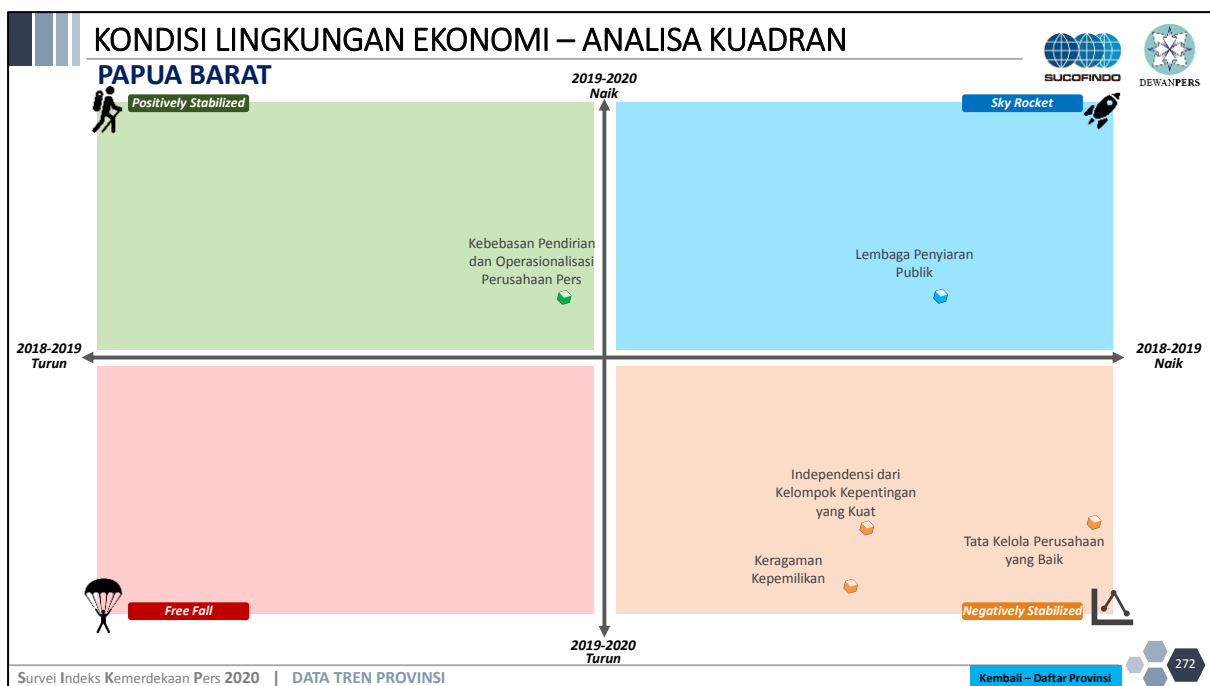 KONDISI LINGKUNGAN EKONOMI – ANALISA KUADRAN
PAPUA BARAT
SUCOFINDO
DEWANPERS
2019-2020
Naik
Positively Stabilized
Sky Rocket
Kebebasan Pendirian
dan Operasionalisasi
Perusahaan Pers
Lembaga Penyiaran
Publik
2018-2019
Turun
2018-2019
Naik
Independensi dari
Kelompok Kepentingan
yang Kuat
Tata Kelola Perusahaan
yang Baik
Keragaman
Kepemilikan
Free Fall
Negatively Stabilized
2019-2020
Turun
Survei Indeks Kemerdekaan Pers 2020 | DATA TREN PROVINSI
Kembali – Daftar Provinsi
272